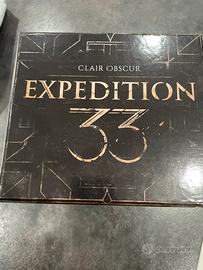 CLAIR OBSCUR
EXPEDITION
33